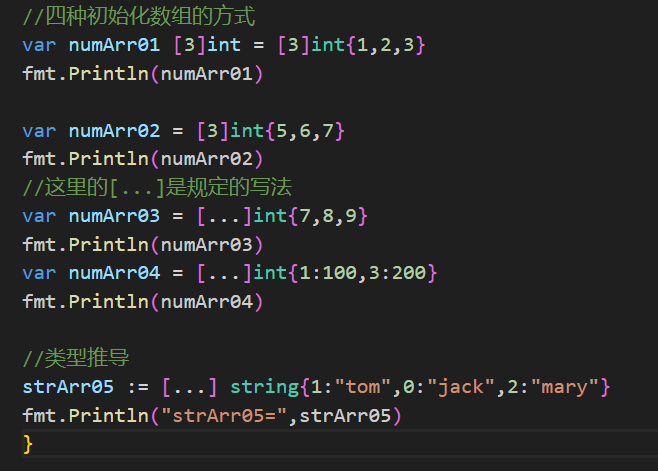 //四种初始化数组的方式
var numArr01 [3]int = [3]int{1,2,3}
fmt.Println(numArr01)
var numArr02 = [3]int{5,6,7}
fmt.Println(numArr02)
//这里的[...]是规定的写法
var numArr03 = [...]int{7,8,9}
fmt.Println(numArr03)
var numArr04 = [...]int{1:100,3:200}
fmt.Println(numArr04)
//类型推导
strArr05 := [...] string{1:"tom",0:"jack",2:"mary"}
fmt.Println("strArr05=",strArr05)
}